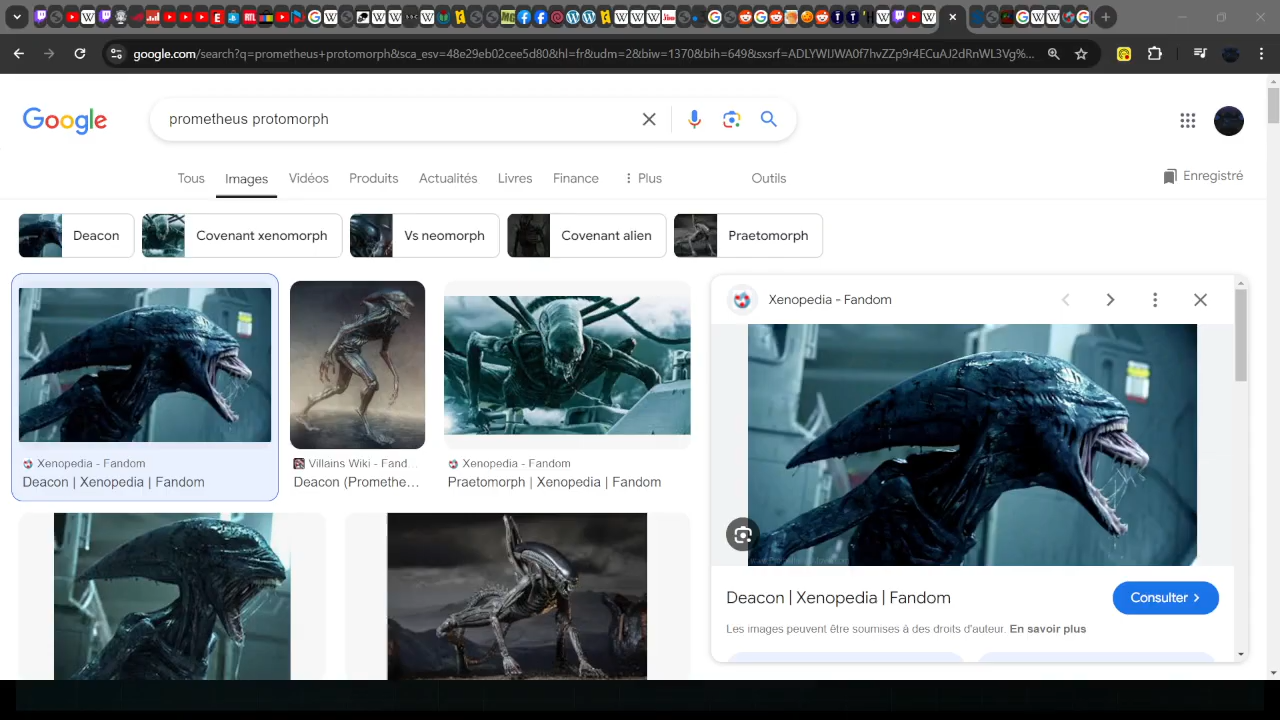 google.com/search?q=prometheus+protomorph&sca_esv=48e29eb02cee5d80&hl=fr&udm=2&biw=1370&bih=649&sxsrf=ADLYWIJWA0f7hvZZp9r4ECuAJ2dRnWL3Vg%...
Google
prometheus protomorph
Tous
Images
Vidéos
Produits
Actualités
Livres
Finance
Plus
Outils
Enregistré
Deacon
Covenant xenomorph
Vs neomorph
Covenant alien
Praetomorph
Xenopedia - Fandom
Deacon | Xenopedia | Fandom
Villains Wiki - Fand...
Deacon (Promethe...
Xenopedia - Fandom
Praetomorph | Xenopedia | Fandom
Xenopedia - Fandom
Deacon | Xenopedia | Fandom
Consulter
Les images peuvent être soumises à des droits d'auteur. En savoir plus